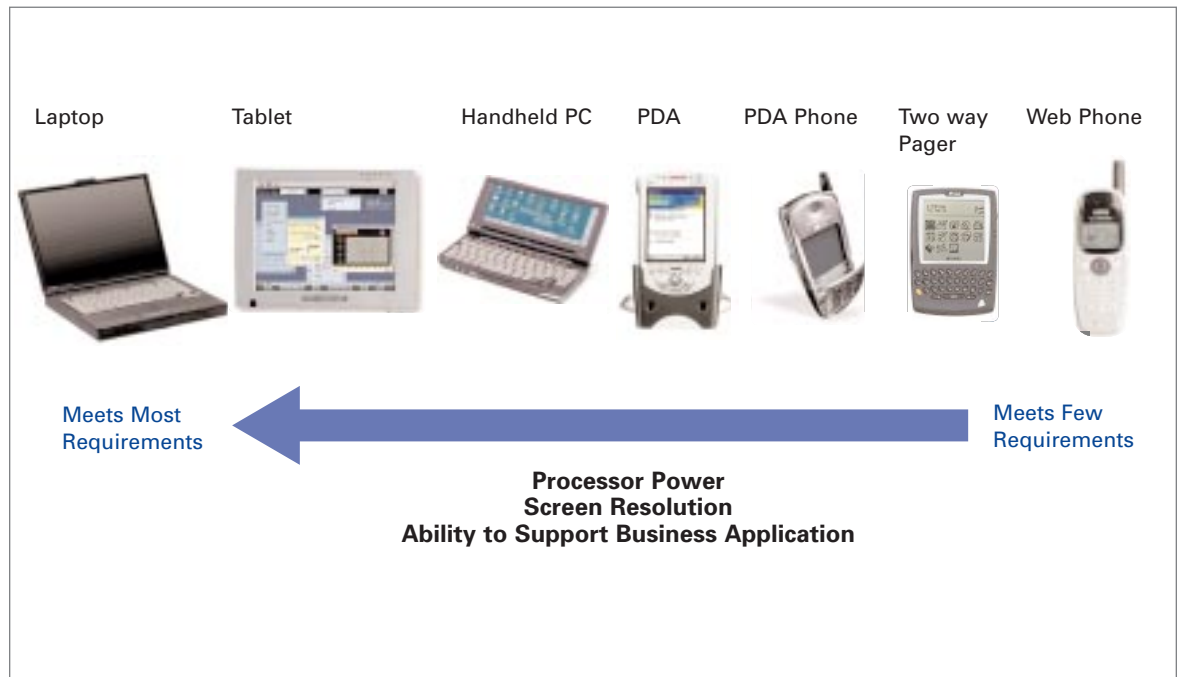 Laptop
Tablet
Handheld PC
PDA
PDA Phone
Two way
Pager
Web Phone
Meets Most
Requirements
Meets Few
Requirements
Processor Power
Screen Resolution
Ability to Support Business Application